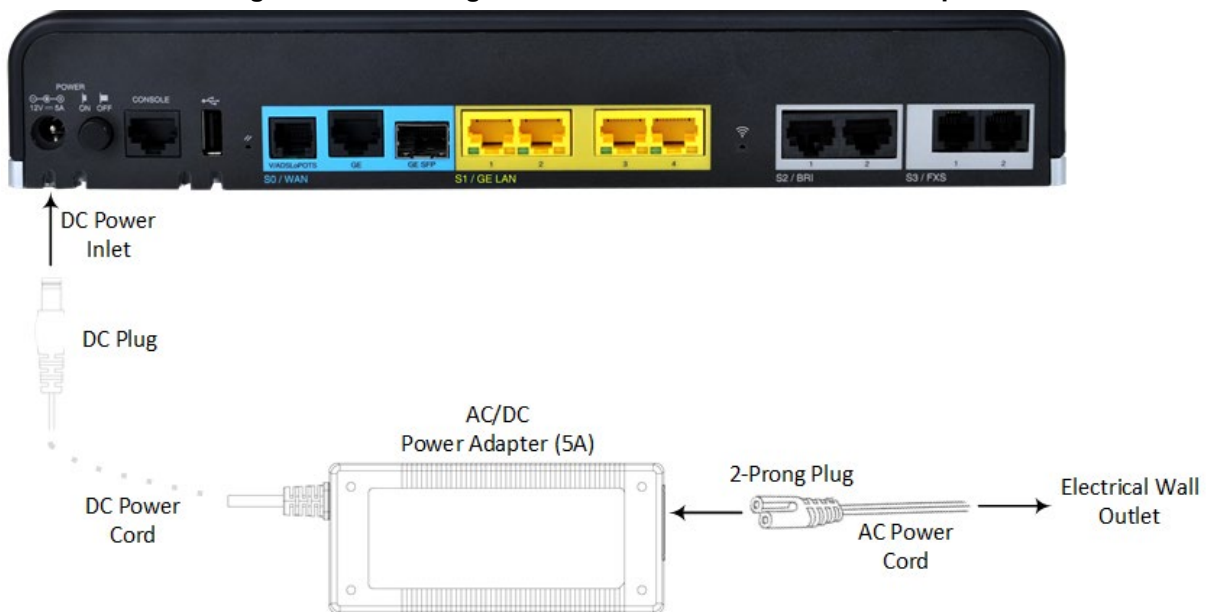 POWER
12V 5A
ON OFF
CONSOLE
V/ADSLoPOTS
GE
GE SFP
1
2
3
4
1
2
1
2
S0 / WAN
S1 / GE LAN
S2 / BRI
S3 / FXS
DC Power
Inlet
DC Plug
AC/DC
Power Adapter (5A)
2-Prong Plug
Electrical Wall
Outlet
DC Power
Cord
AC Power
Cord